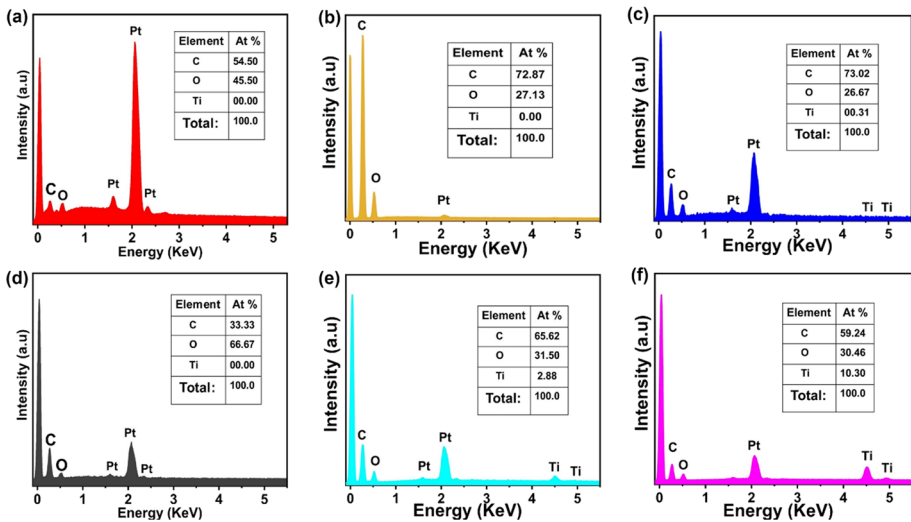 (a)
Intensity (a.u)
Pt
Element At %
C 54.50
O 45.50
Ti 00.00
Total: 100.0
C O Pt Pt
0 1 2 3 4 5
Energy (KeV)
(b)
Intensity (a.u)
C
Element At %
C 72.87
O 27.13
Ti 0.00
Total: 100.0
O
Pt
0 1 2 3 4 5
Energy (KeV)
(c)
Intensity (a.u)
Element At %
C 73.02
O 26.67
Ti 00.31
Total: 100.0
Pt
C
O Pt Ti Ti
0 1 2 3 4 5
Energy (KeV)
(d)
Intensity (a.u)
Element At %
C 33.33
O 66.67
Ti 00.00
Total: 100.0
C Pt
O Pt Pt
0 1 2 3 4 5
Energy (KeV)
(e)
Intensity (a.u)
Element At %
C 65.62
O 31.50
Ti 2.88
Total: 100.0
C Pt
O Pt Ti Ti
0 1 2 3 4 5
Energy (KeV)
(f)
Intensity (a.u)
Element At %
C 59.24
O 30.46
Ti 10.30
Total: 100.0
C Pt
O Ti Ti
0 1 2 3 4 5
Energy (KeV)